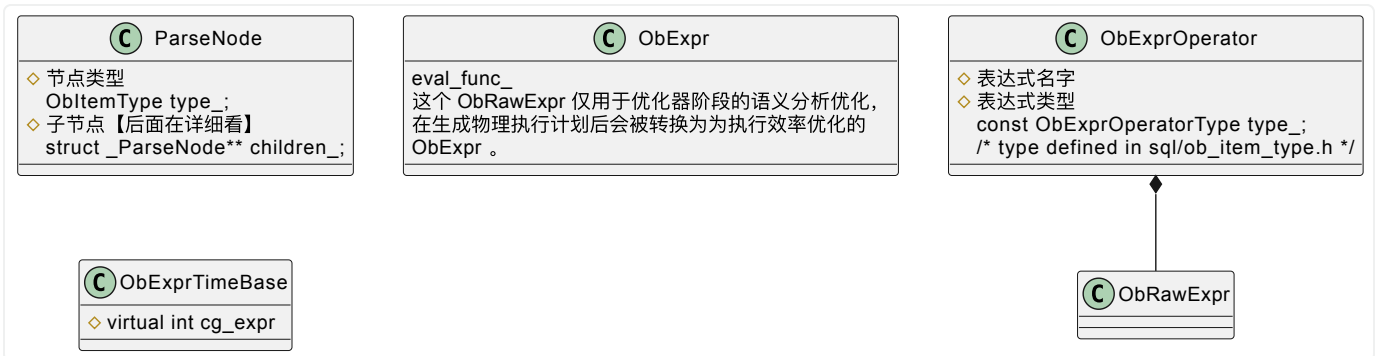 C ParseNode
节点类型
ObItemType type_;
子节点【后面在详细看】
struct _ParseNode** children_;
C ObExpr
eval_func_
这个 ObRawExpr 仅用于优化器阶段的语义分析优化，
在生成物理执行计划后会被转换为为执行效率优化的
ObExpr 。
C ObExprOperator
表达式名字
表达式类型
const ObExprOperatorType type_;
/* type defined in sql/ob_item_type.h */
C ObExprTimeBase
virtual int cg_expr
C ObRawExpr